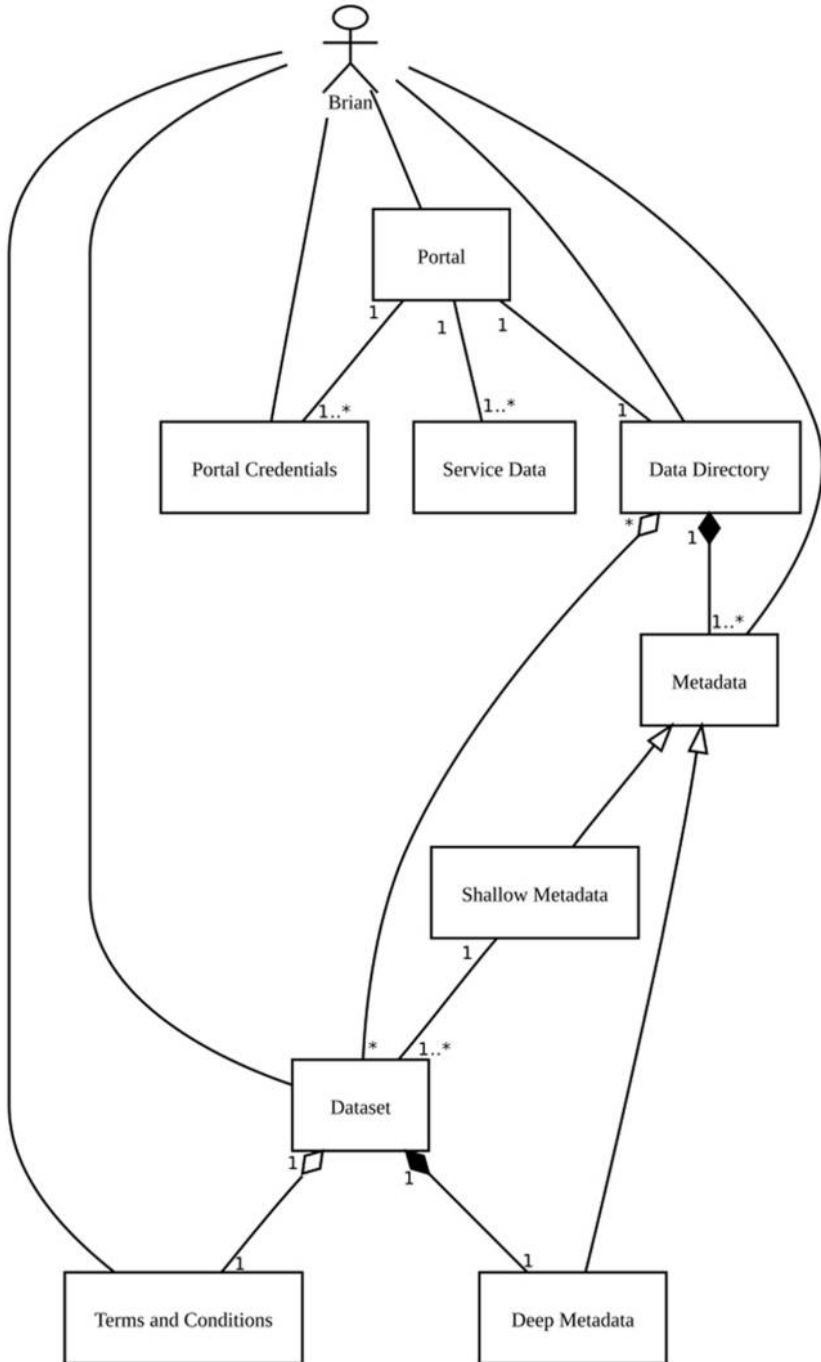 Brian
Portal
1
1
1
1..*
1..*
1
Portal Credentials
Service Data
Data Directory
*
1
1..*
Metadata
Shallow Metadata
1
*
1..*
Dataset
1
1
1
1
Terms and Conditions
Deep Metadata